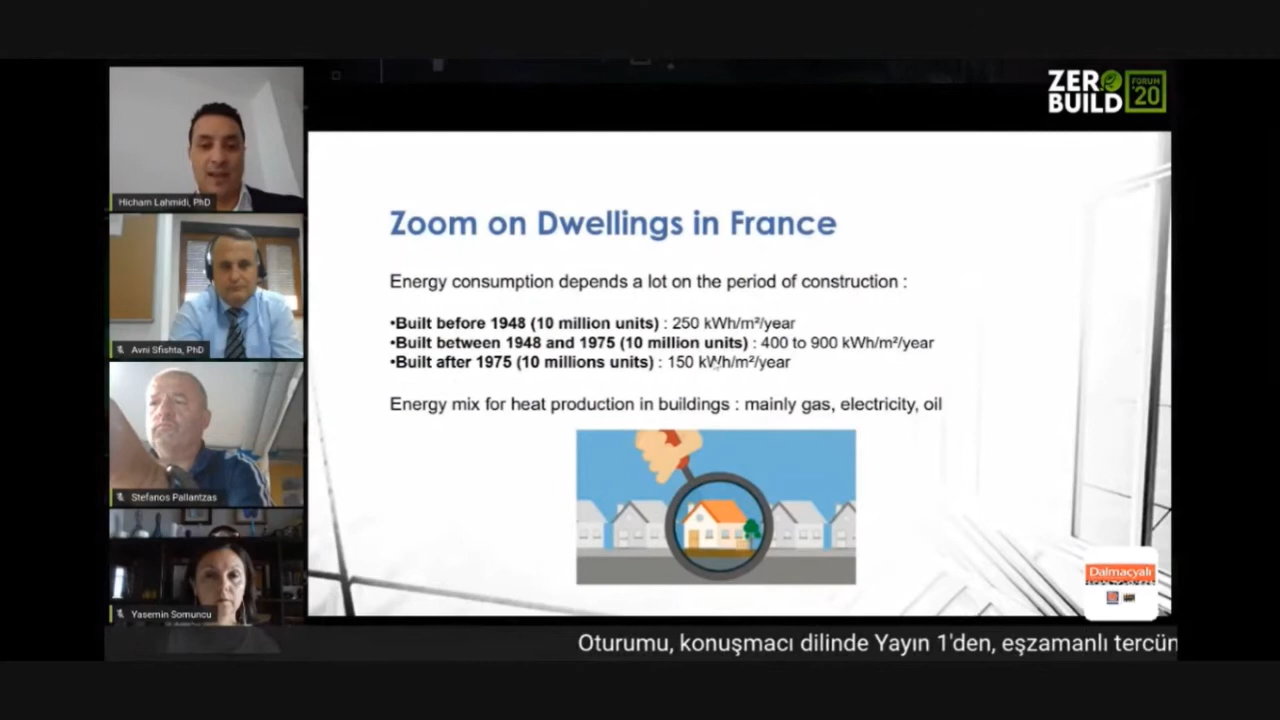 ZERO
BUILD
FORUM
'20
Hicham Lahmidi, PhD
Avni Sfishta, PhD
Stefanos Pallantzas
Yasemin Somuncu
Zoom on Dwellings in France
Energy consumption depends a lot on the period of construction :
•Built before 1948 (10 million units) : 250 kWh/m²/year
•Built between 1948 and 1975 (10 million units) : 400 to 900 kWh/m²/year
•Built after 1975 (10 millions units) : 150 kWh/m²/year
Energy mix for heat production in buildings : mainly gas, electricity, oil
Dalmaçyalı
Oturumu, konuşmacı dilinde Yayın 1'den, eşzamanlı tercün